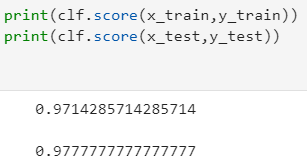 print(clf.score(x_train,y_train))
print(clf.score(x_test,y_test))
0.9714285714285714
0.9777777777777777